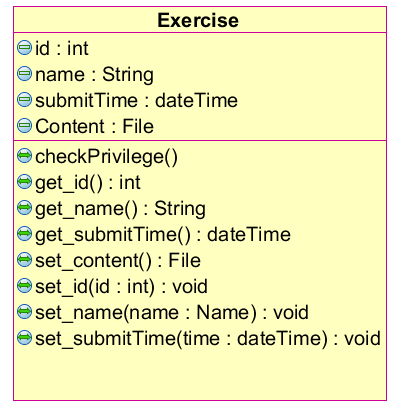 Exercise
id : int
name : String
submitTime : dateTime
Content : File
checkPrivilege()
get_id() : int
get_name() : String
get_submitTime() : dateTime
set_content() : File
set_id(id : int) : void
set_name(name : Name) : void
set_submitTime(time : dateTime) : void